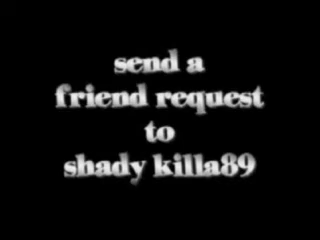 send a
friend request
to
shady killa89